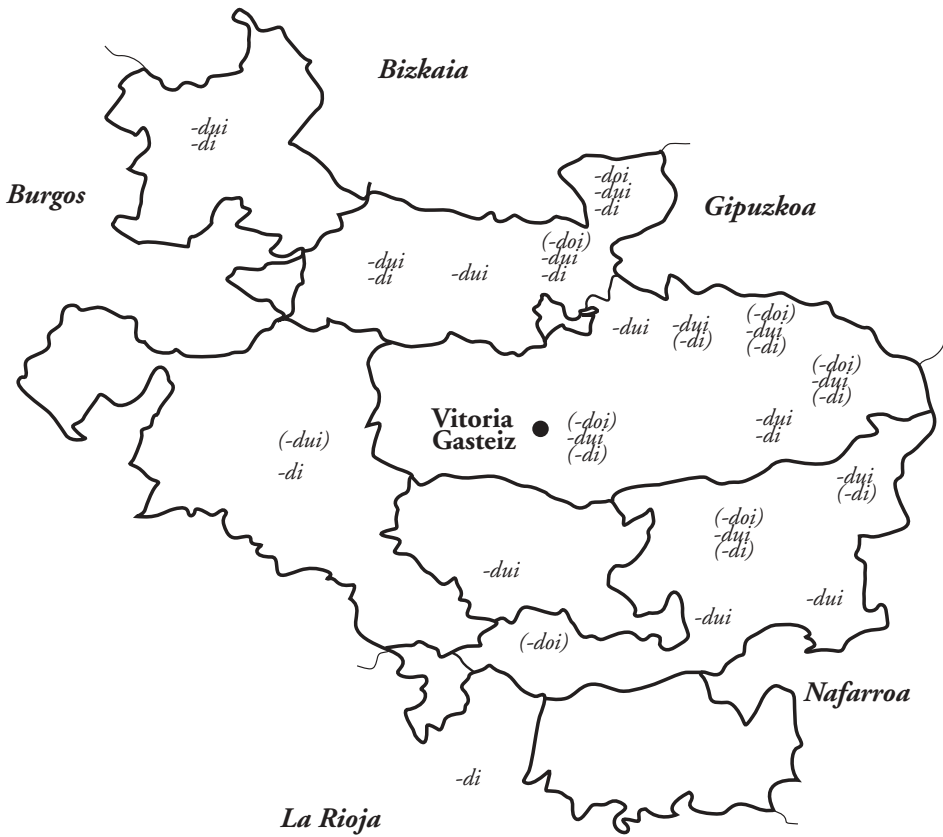 Bizkaia
-dui
-di
Burgos
-doi
-dui
-di
Gipuzkoa
(-doi)
-dui
-di
-dui
-di
-dui
-dui
-dui
(-di)
(-doi)
-dui
(-di)
(-doi)
-dui
(-di)
Vitoria
Gasteiz
(-doi)
-dui
(-di)
-dui
-di
(-dui)
-di
-dui
(-di)
(-doi)
-dui
(-di)
-dui
-dui
-dui
(-doi)
Nafarroa
-di
La Rioja